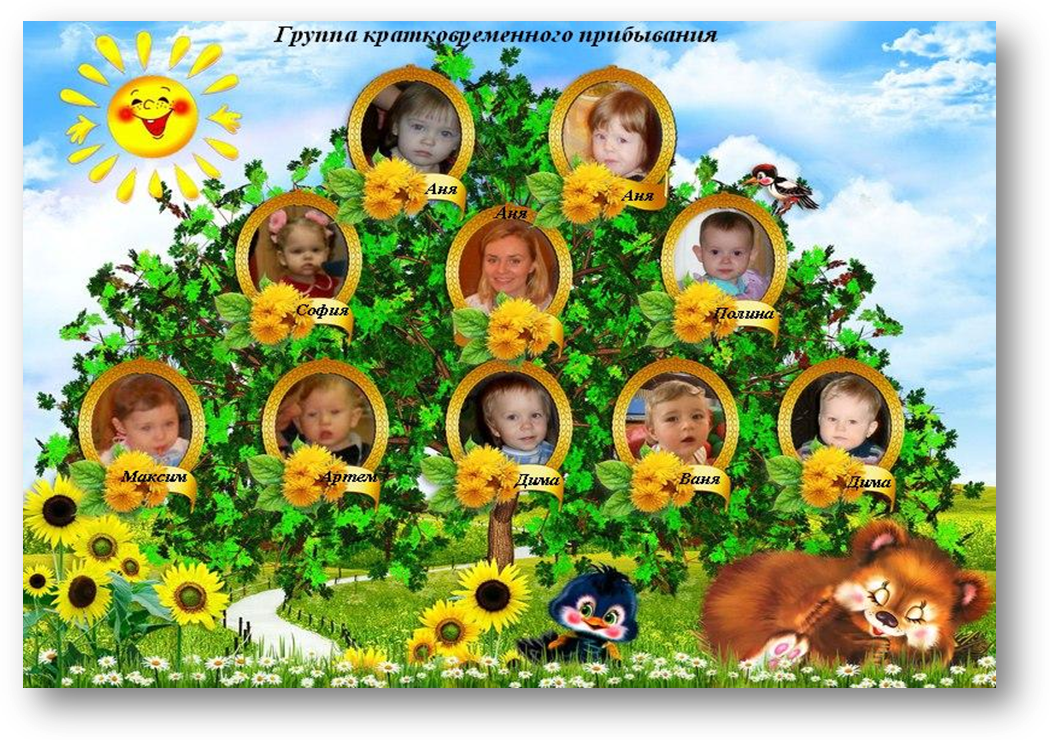 Группа кратковременного прибывания
Аня
Аня
Аня
София
Полина
Максим
Артем
Дима
Ваня
Дима